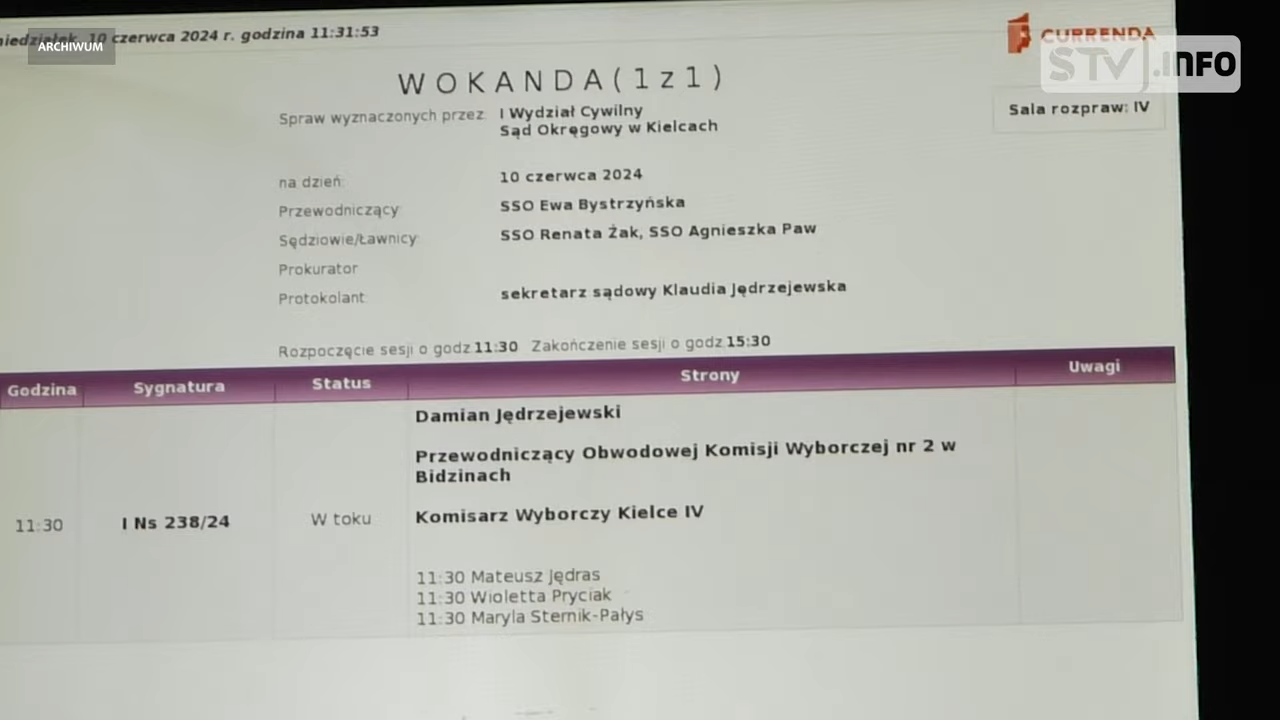 niedziałek, 10 czerwca 2024 r. godzina 11:31:53
ARCHIWUM
CURRENDA
STV.INFO
WOKANDA(1z1)
Sala rozpraw: IV
Spraw wyznaczonych przez: I Wydział Cywilny
Sąd Okręgowy w Kielcach
na dzień: 10 czerwca 2024
Przewodniczący: SSO Ewa Bystrzyńska
Sędziowie/Ławnicy: SSO Renata Żak, SSO Agnieszka Paw
Prokurator
Protokolant: sekretarz sądowy Klaudia Jędrzejewska
Rozpoczęcie sesji o godz 11:30 Zakończenie sesji o godz 15:30
Godzina Sygnatura Status Strony Uwagi
Damian Jędrzejewski
Przewodniczący Obwodowej Komisji Wyborczej nr 2 w
Bidzinach
11:30 I Ns 238/24 W toku Komisarz Wyborczy Kielce IV
11:30 Mateusz Jędras
11:30 Wioletta Pryciak
11:30 Maryla Sternik-Pałys